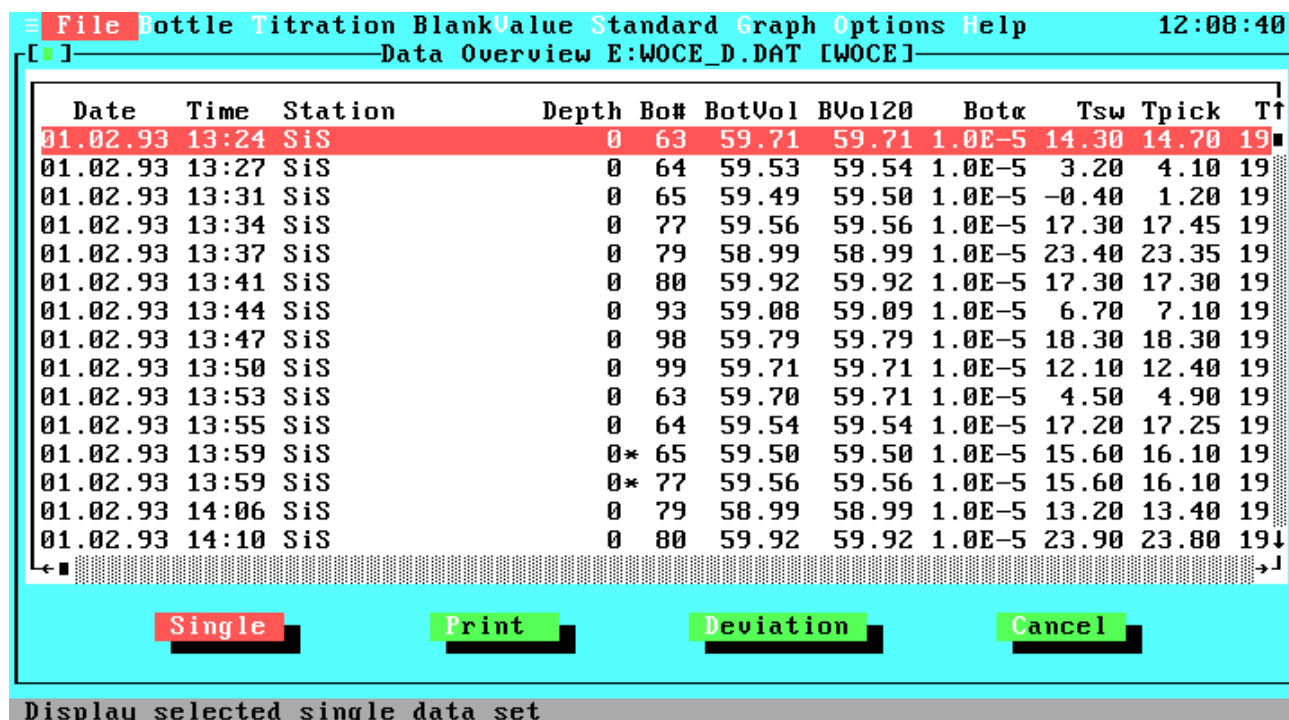 ≡ File Bottle Titration BlankValue Standard Graph Options Help 12:08:40
[▪] Data Overview E:WOCE_D.DAT [WOCE]
Date Time Station Depth Bo# BotVol BVol20 Botα Tsw Tpick T↑
01.02.93 13:24 SiS 0 63 59.71 59.71 1.0E-5 14.30 14.70 19
01.02.93 13:27 SiS 0 64 59.53 59.54 1.0E-5 3.20 4.10 19
01.02.93 13:31 SiS 0 65 59.49 59.50 1.0E-5 -0.40 1.20 19
01.02.93 13:34 SiS 0 77 59.56 59.56 1.0E-5 17.30 17.45 19
01.02.93 13:37 SiS 0 79 58.99 58.99 1.0E-5 23.40 23.35 19
01.02.93 13:41 SiS 0 80 59.92 59.92 1.0E-5 17.30 17.30 19
01.02.93 13:44 SiS 0 93 59.08 59.09 1.0E-5 6.70 7.10 19
01.02.93 13:47 SiS 0 98 59.79 59.79 1.0E-5 18.30 18.30 19
01.02.93 13:50 SiS 0 99 59.71 59.71 1.0E-5 12.10 12.40 19
01.02.93 13:53 SiS 0 63 59.70 59.71 1.0E-5 4.50 4.90 19
01.02.93 13:55 SiS 0 64 59.54 59.54 1.0E-5 17.20 17.25 19
01.02.93 13:59 SiS 0* 65 59.50 59.50 1.0E-5 15.60 16.10 19
01.02.93 13:59 SiS 0* 77 59.56 59.56 1.0E-5 15.60 16.10 19
01.02.93 14:06 SiS 0 79 58.99 58.99 1.0E-5 13.20 13.40 19
01.02.93 14:10 SiS 0 80 59.92 59.92 1.0E-5 23.90 23.80 19↓
Single Print Deviation Cancel
Display selected single data set